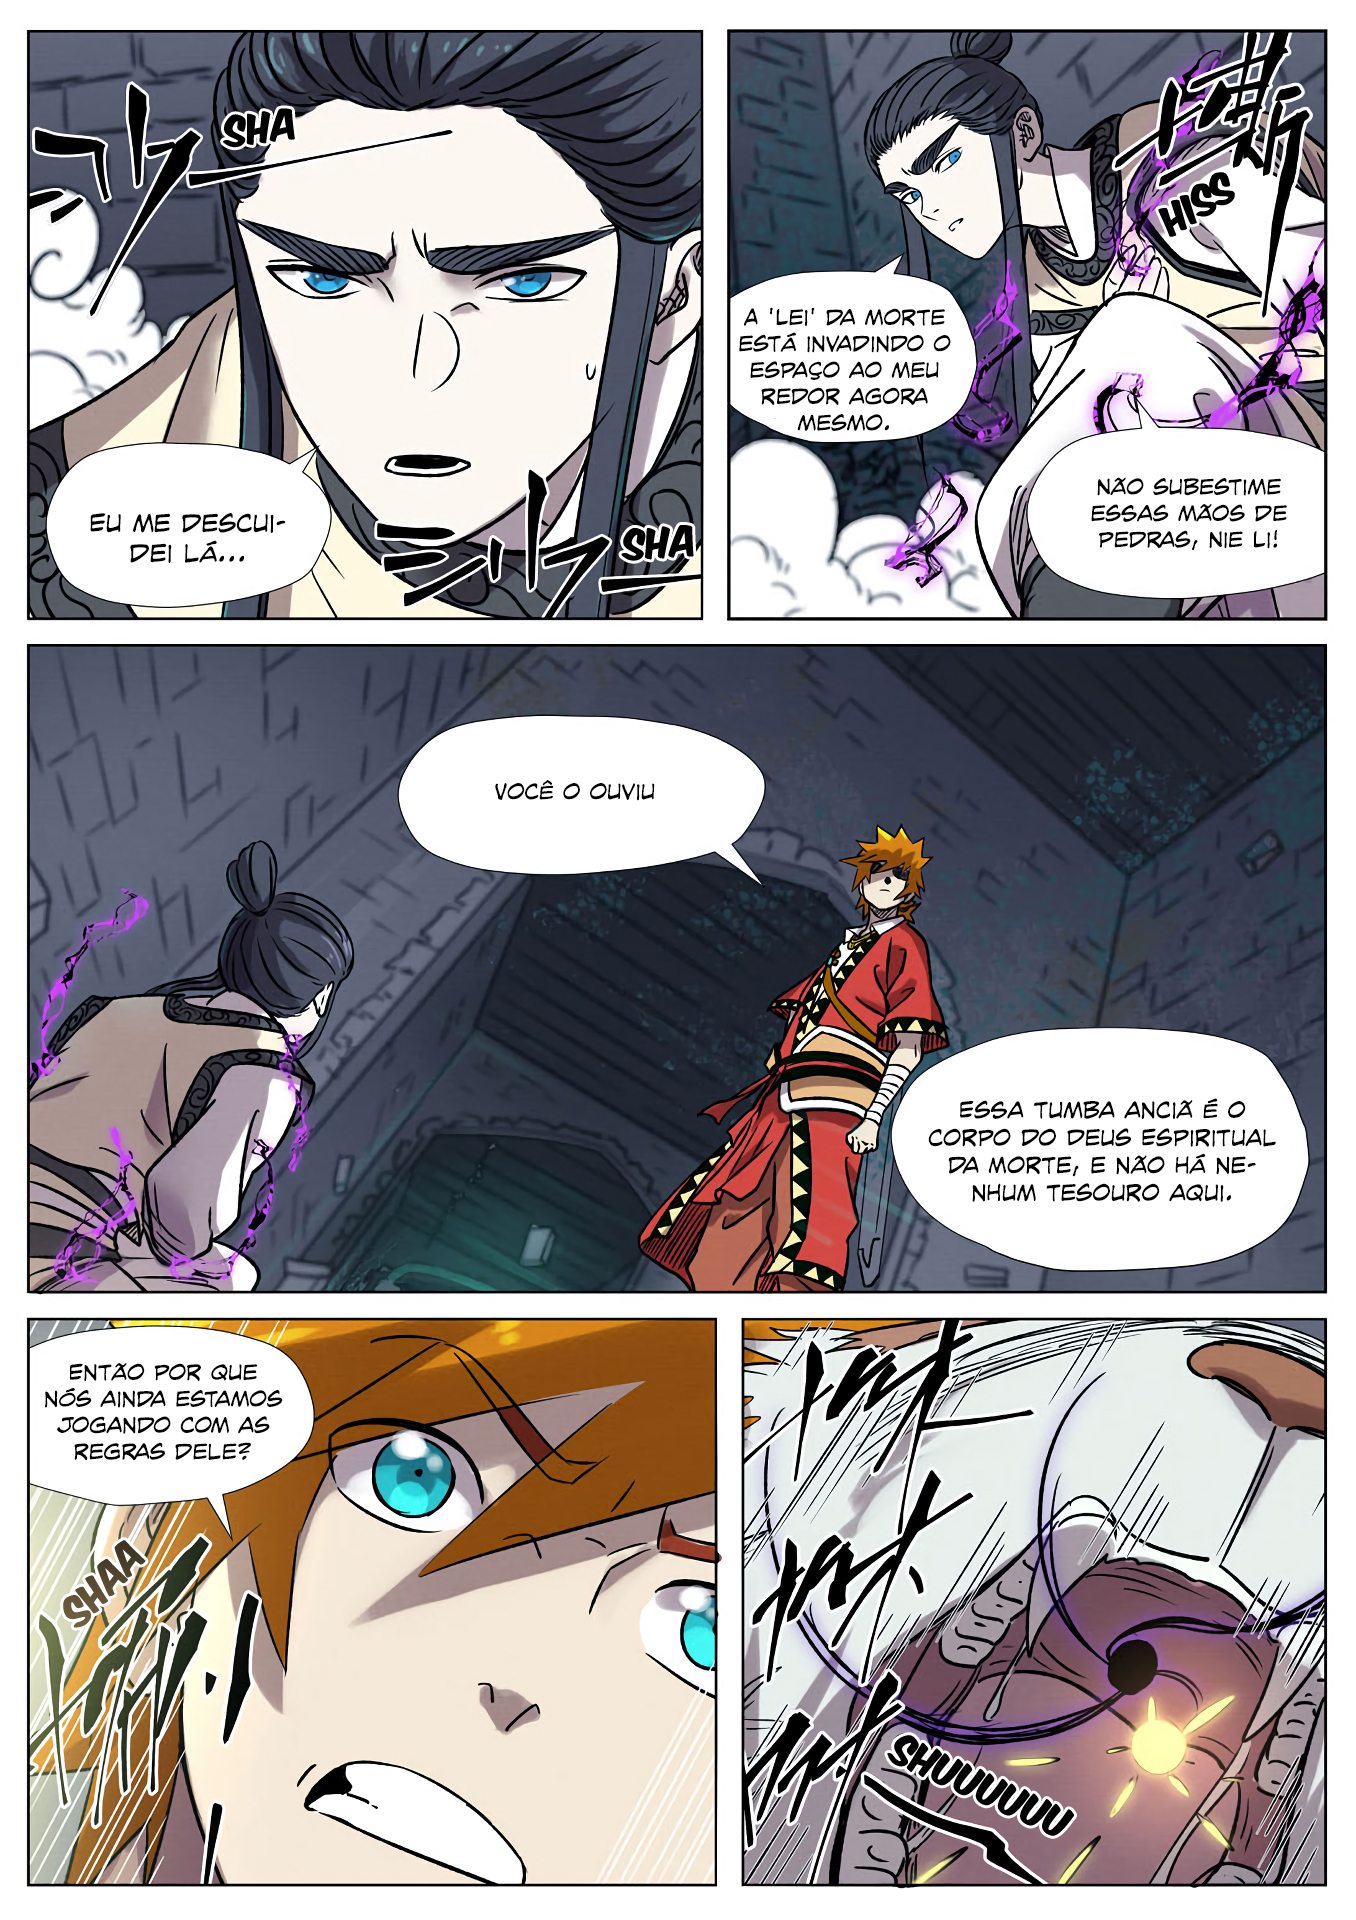 SHA
EU ME DESCUI-
DEI LÁ...
SHA
HISS
A 'LEI' DA MORTE
ESTÁ INVADINDO O
ESPAÇO AO MEU
REDOR AGORA
MESMO.
NÃO SUBESTIME
ESSAS MÃOS DE
PEDRAS, NIE LI!
VOCÊ O OUVIU
ESSA TUMBA ANCIÃ É O
CORPO DO DEUS ESPIRITUAL
DA MORTE, E NÃO HÁ NE-
NHUM TESOURO AQUI.
ENTÃO POR QUE
NÓS AINDA ESTAMOS
JOGANDO COM AS
REGRAS DELE?
SHAA
SHUUUUUU